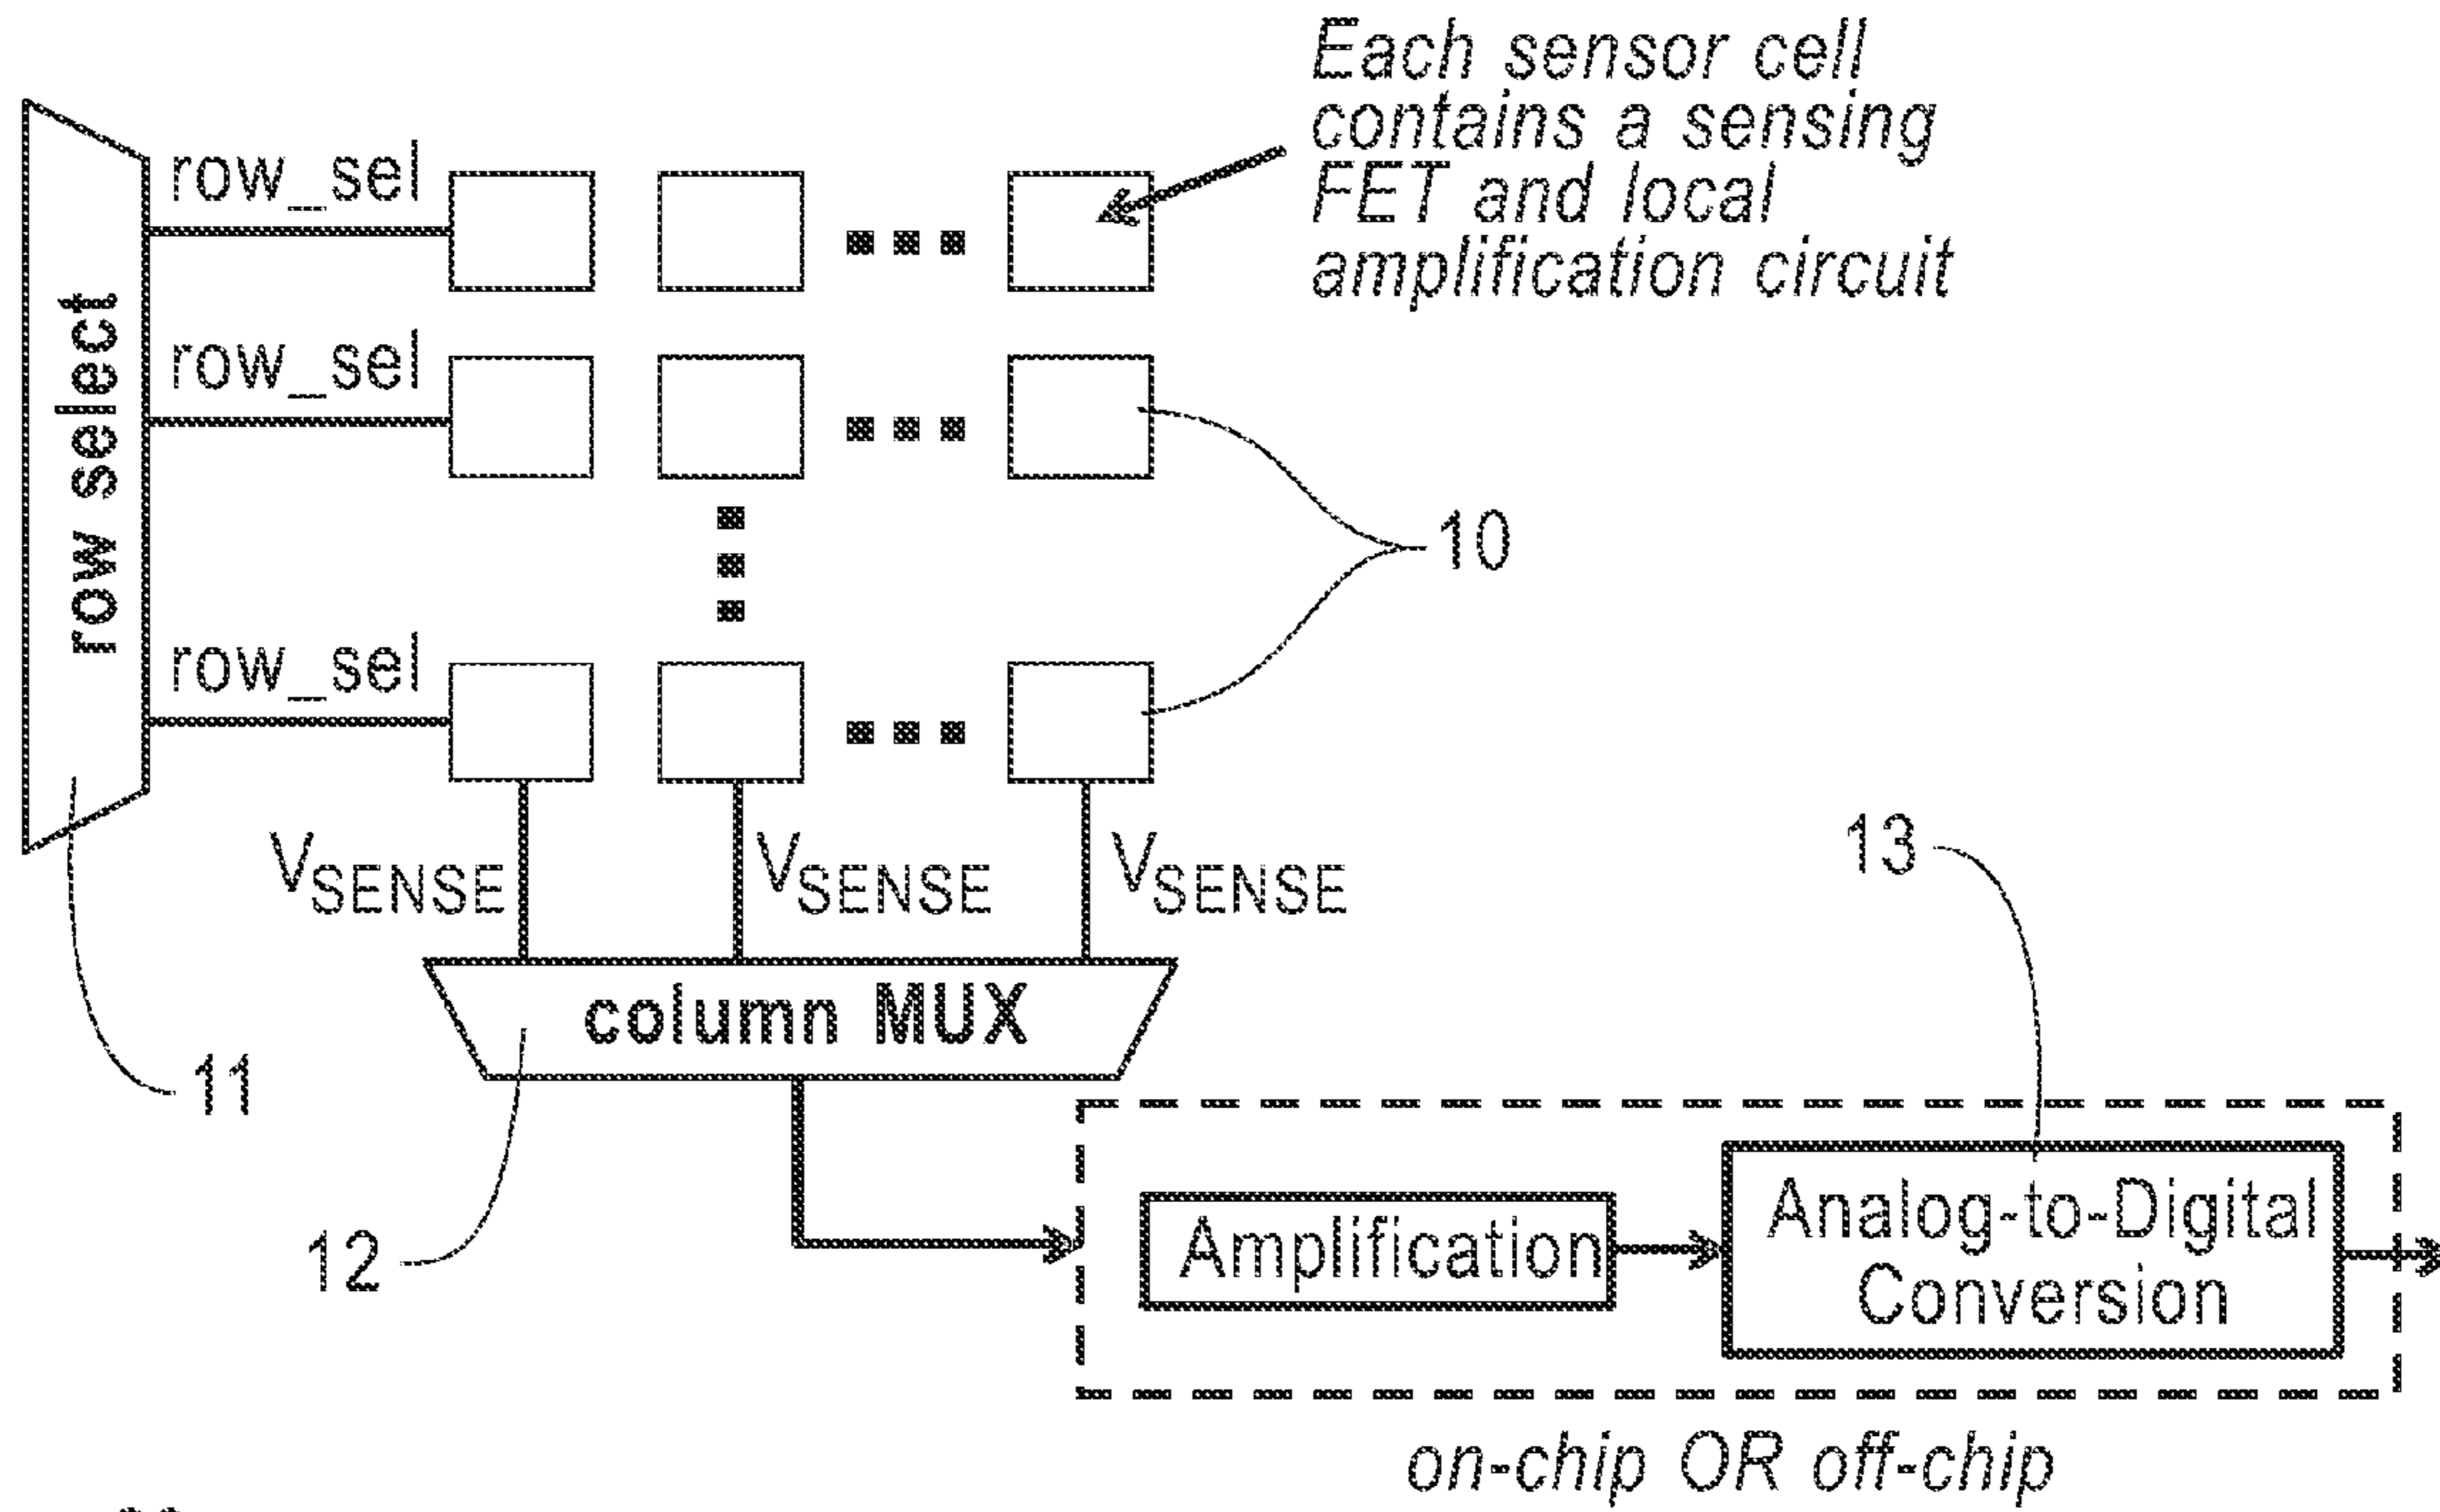 Each sensor cell
contains a sensing
FET and local
amplification circuit
row_sel
row_sel
row select
10
row_sel
VSENSE
VSENSE
VSENSE
13
column MUX
11
12
Amplification
Analog-to-Digital
Conversion
on-chip OR off-chip